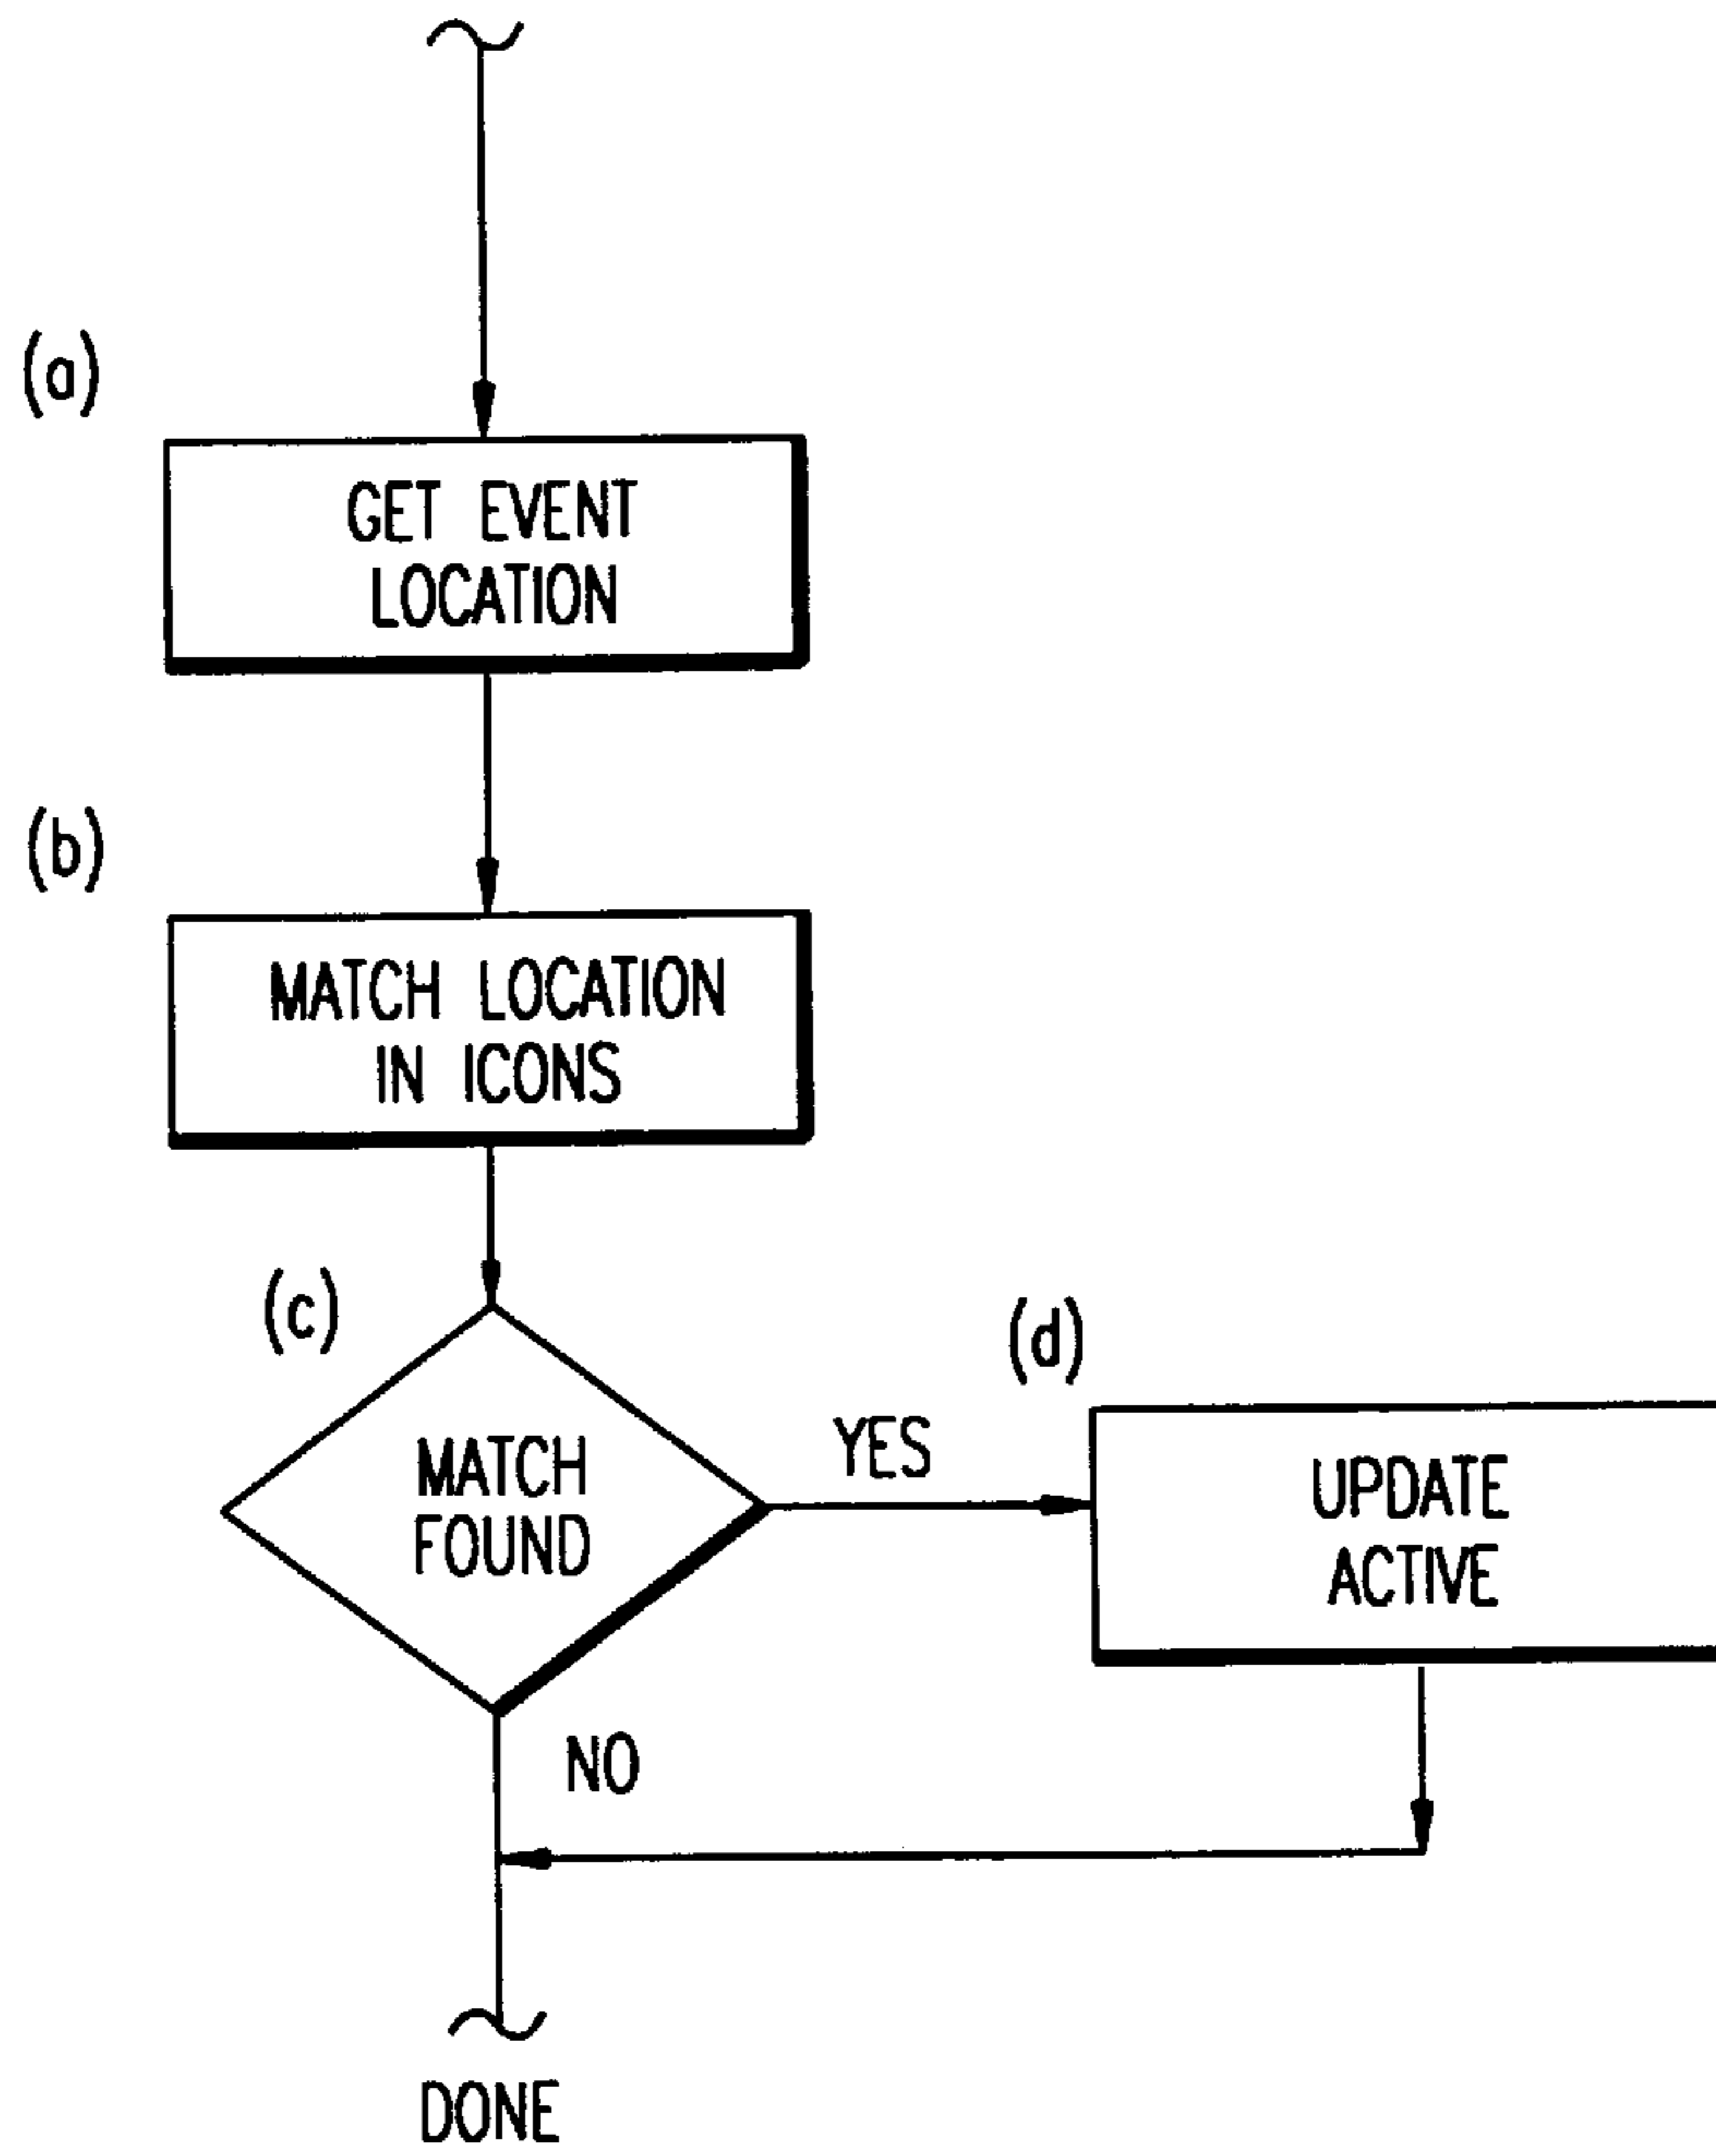 (a)
GET EVENT
LOCATION
(b)
MATCH LOCATION
IN ICONS
(c)
MATCH
FOUND
YES
(d)
UPDATE
ACTIVE
NO
DONE